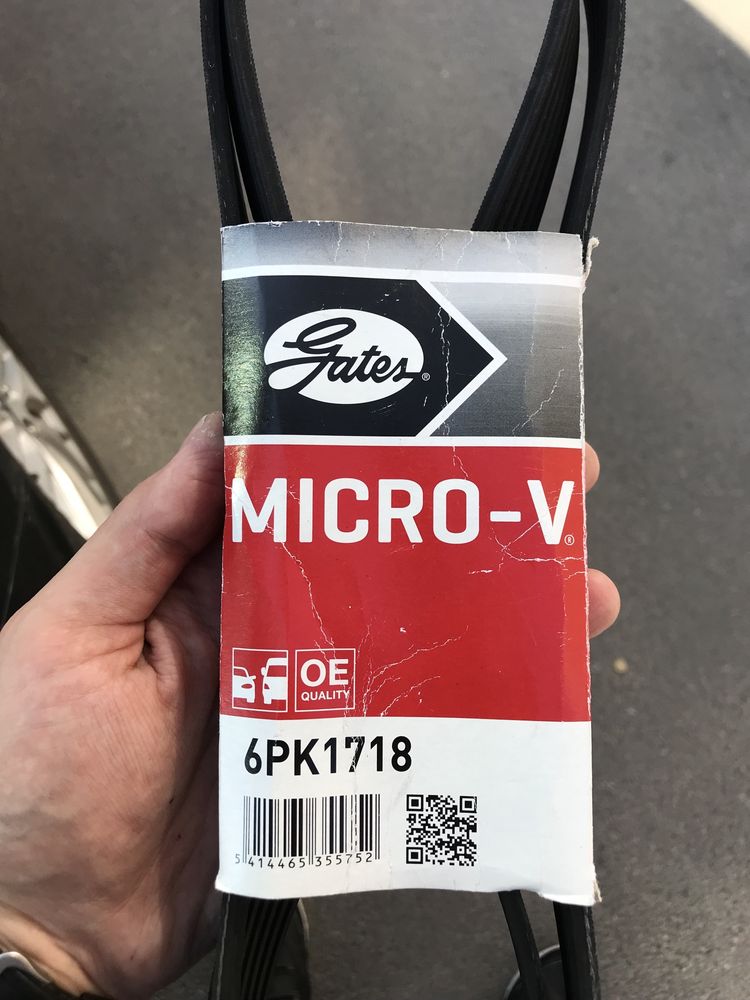 Gates®
MICRO-V®
OE
QUALITY
6PK1718
5 414465 355752